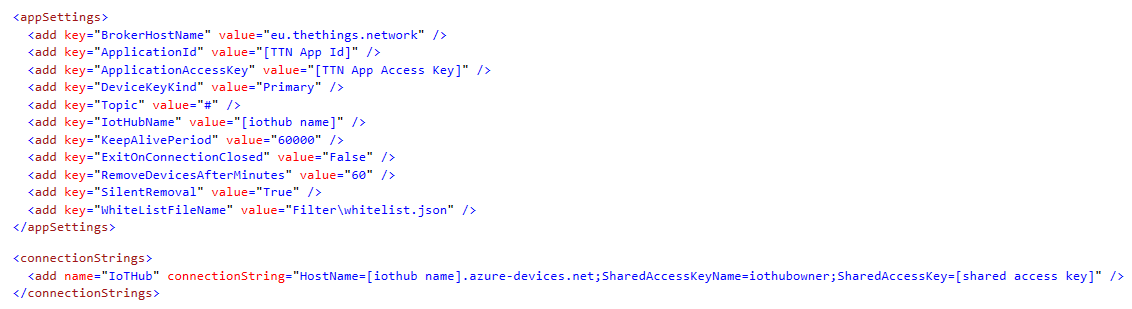 <appSettings>
<add key="BrokerHostName" value="eu.thethings.network" />
<add key="ApplicationId" value="[TTN App Id]" />
<add key="ApplicationAccessKey" value="[TTN App Access Key]" />
<add key="DeviceKeyKind" value="Primary" />
<add key="Topic" value="#" />
<add key="IotHubName" value="[iothub name]" />
<add key="KeepAlivePeriod" value="60000" />
<add key="ExitOnConnectionClosed" value="False" />
<add key="RemoveDevicesAfterMinutes" value="60" />
<add key="SilentRemoval" value="True" />
<add key="WhiteListFileName" value="Filter\whitelist.json" />
</appSettings>
<connectionStrings>
<add name="IoTHub" connectionString="HostName=[iothub name].azure-devices.net;SharedAccessKeyName=iothubowner;SharedAccessKey=[shared access key]" />
</connectionStrings>